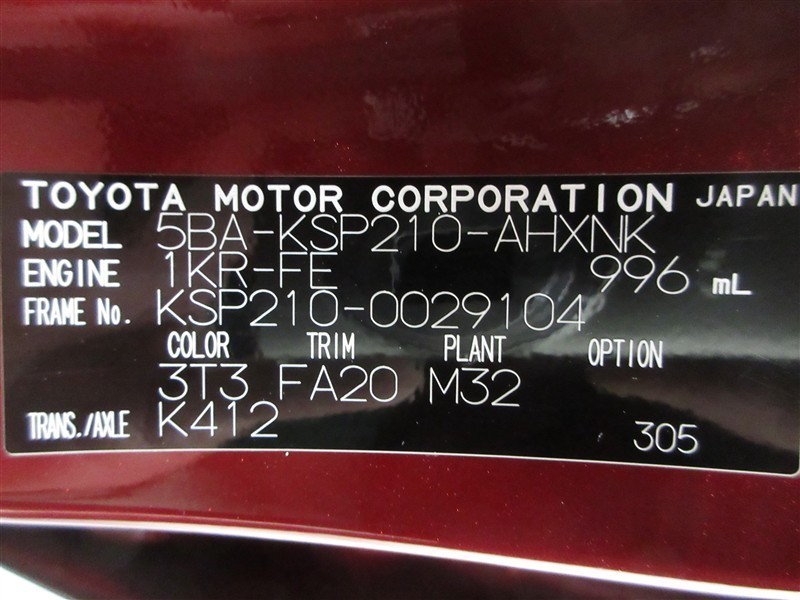 TOYOTA MOTOR CORPORATION JAPAN
MODEL 5BA-KSP210-AHXNK
ENGINE 1KR-FE 996 mL
FRAME No. KSP210-0029104
COLOR TRIM PLANT OPTION
3T3 FA20 M32
TRANS./AXLE K412 305